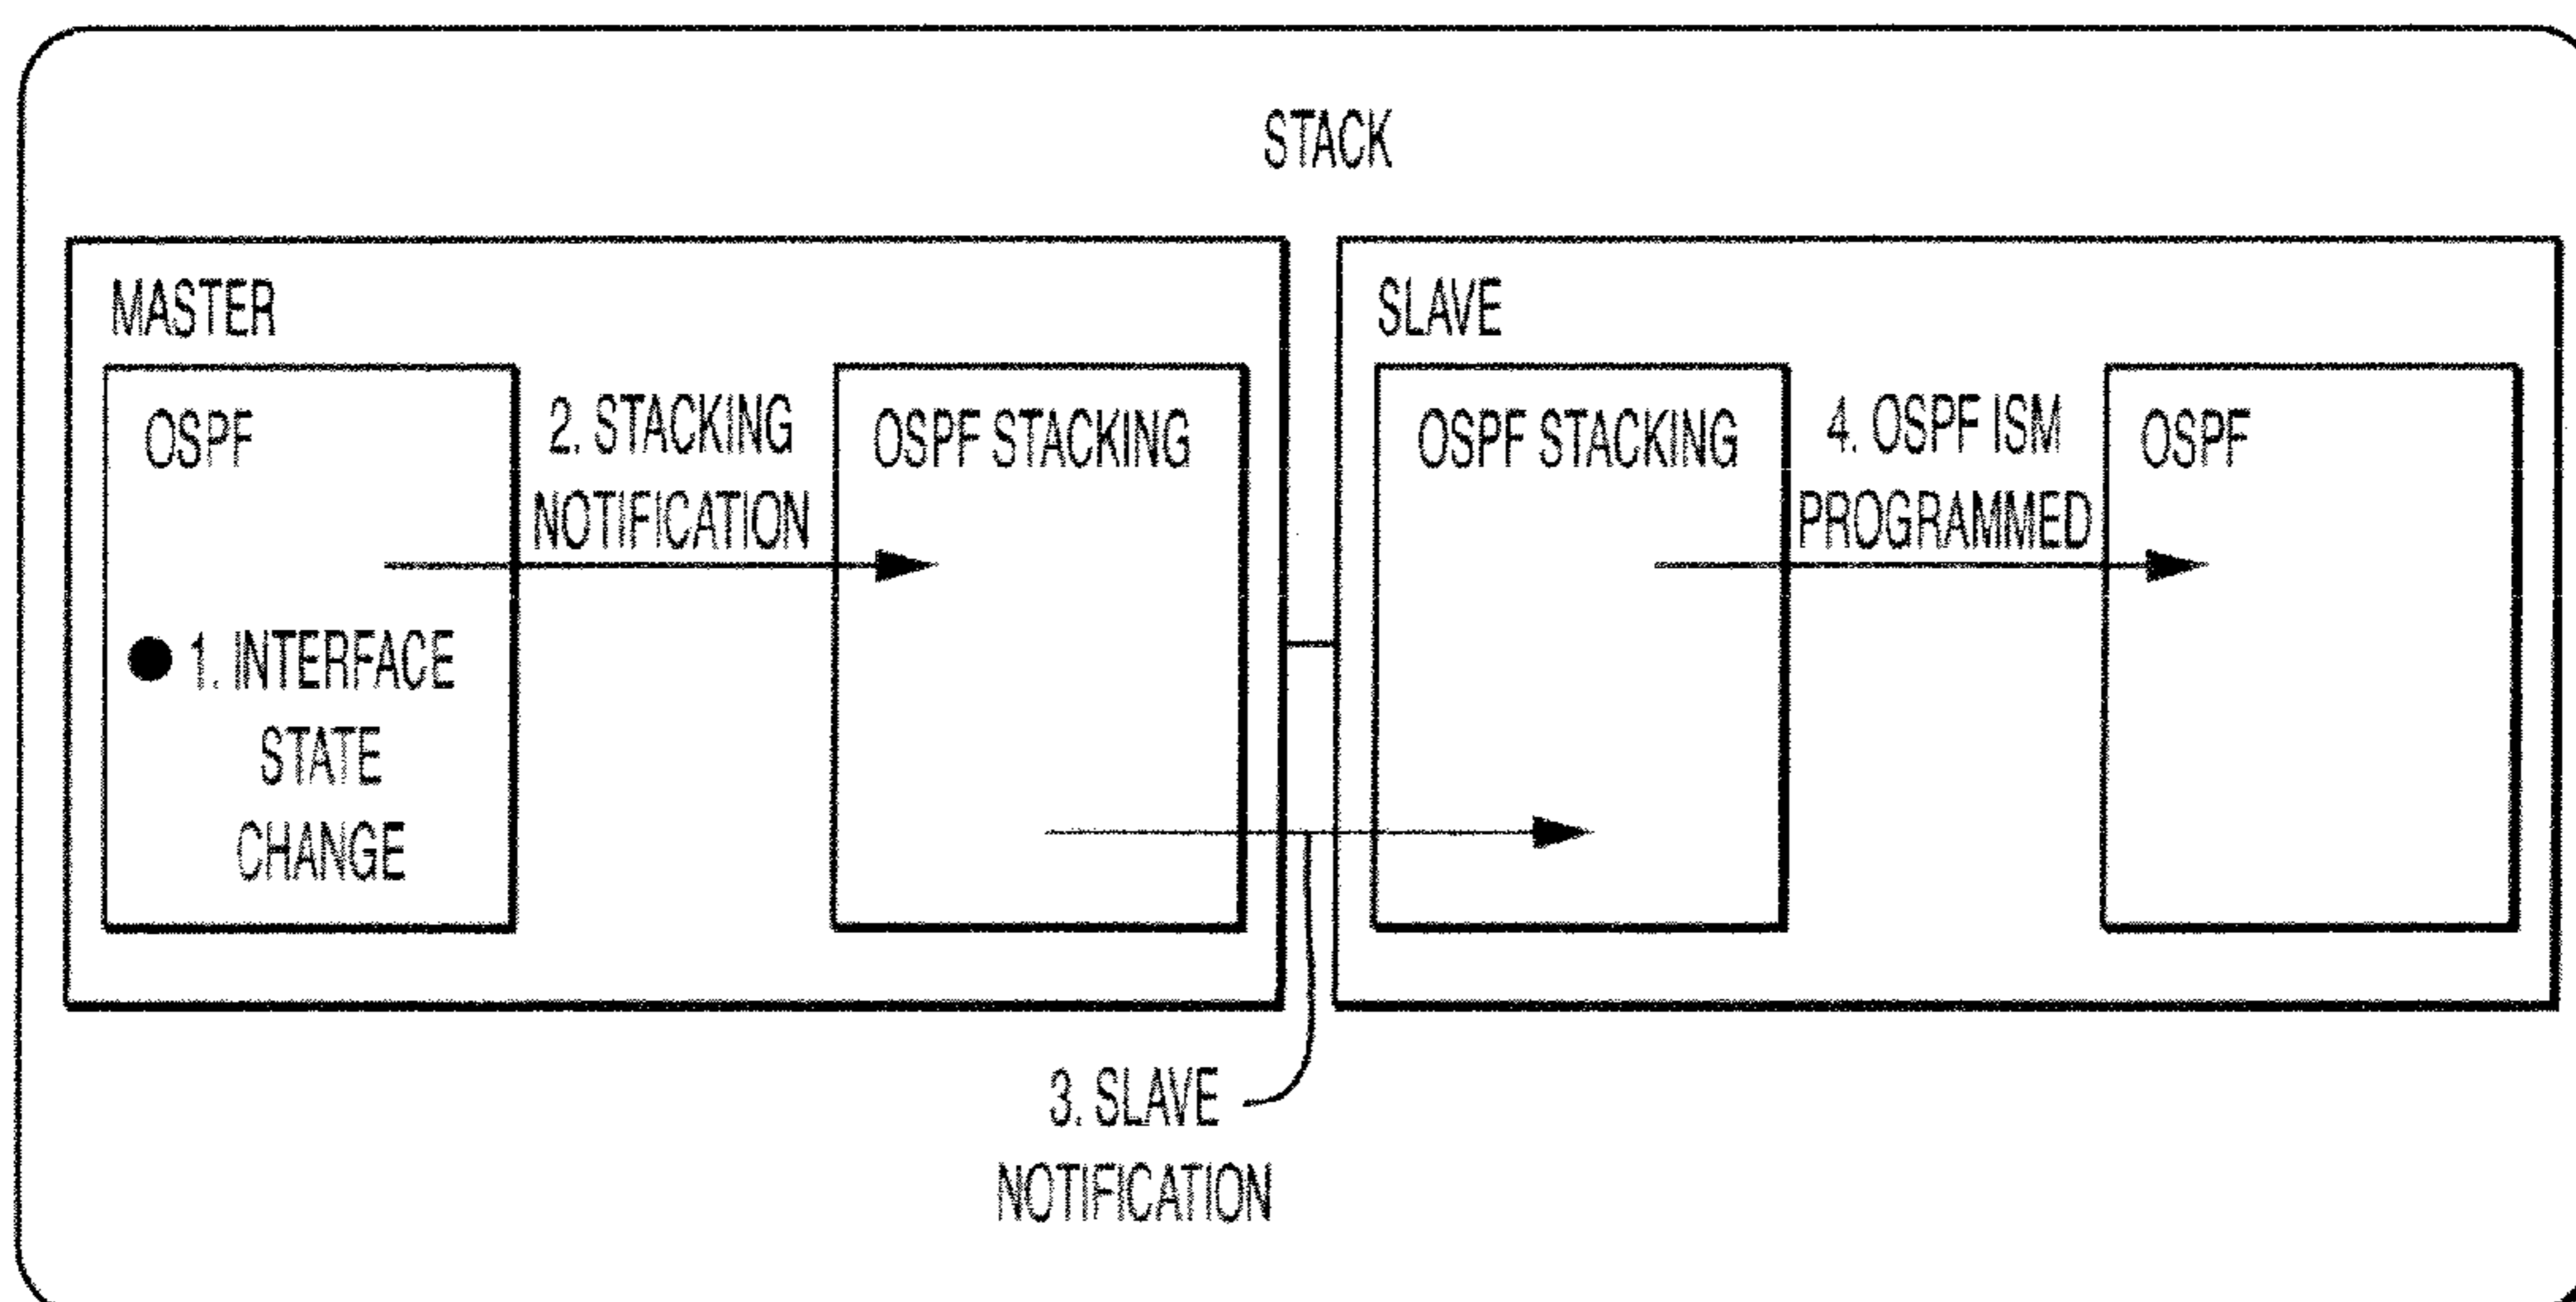 STACK
MASTER
OSPF
2. STACKING
NOTIFICATION
OSPF STACKING
1. INTERFACE
STATE
CHANGE
SLAVE
OSPF STACKING
4. OSPF ISM
PROGRAMMED
OSPF
3. SLAVE
NOTIFICATION